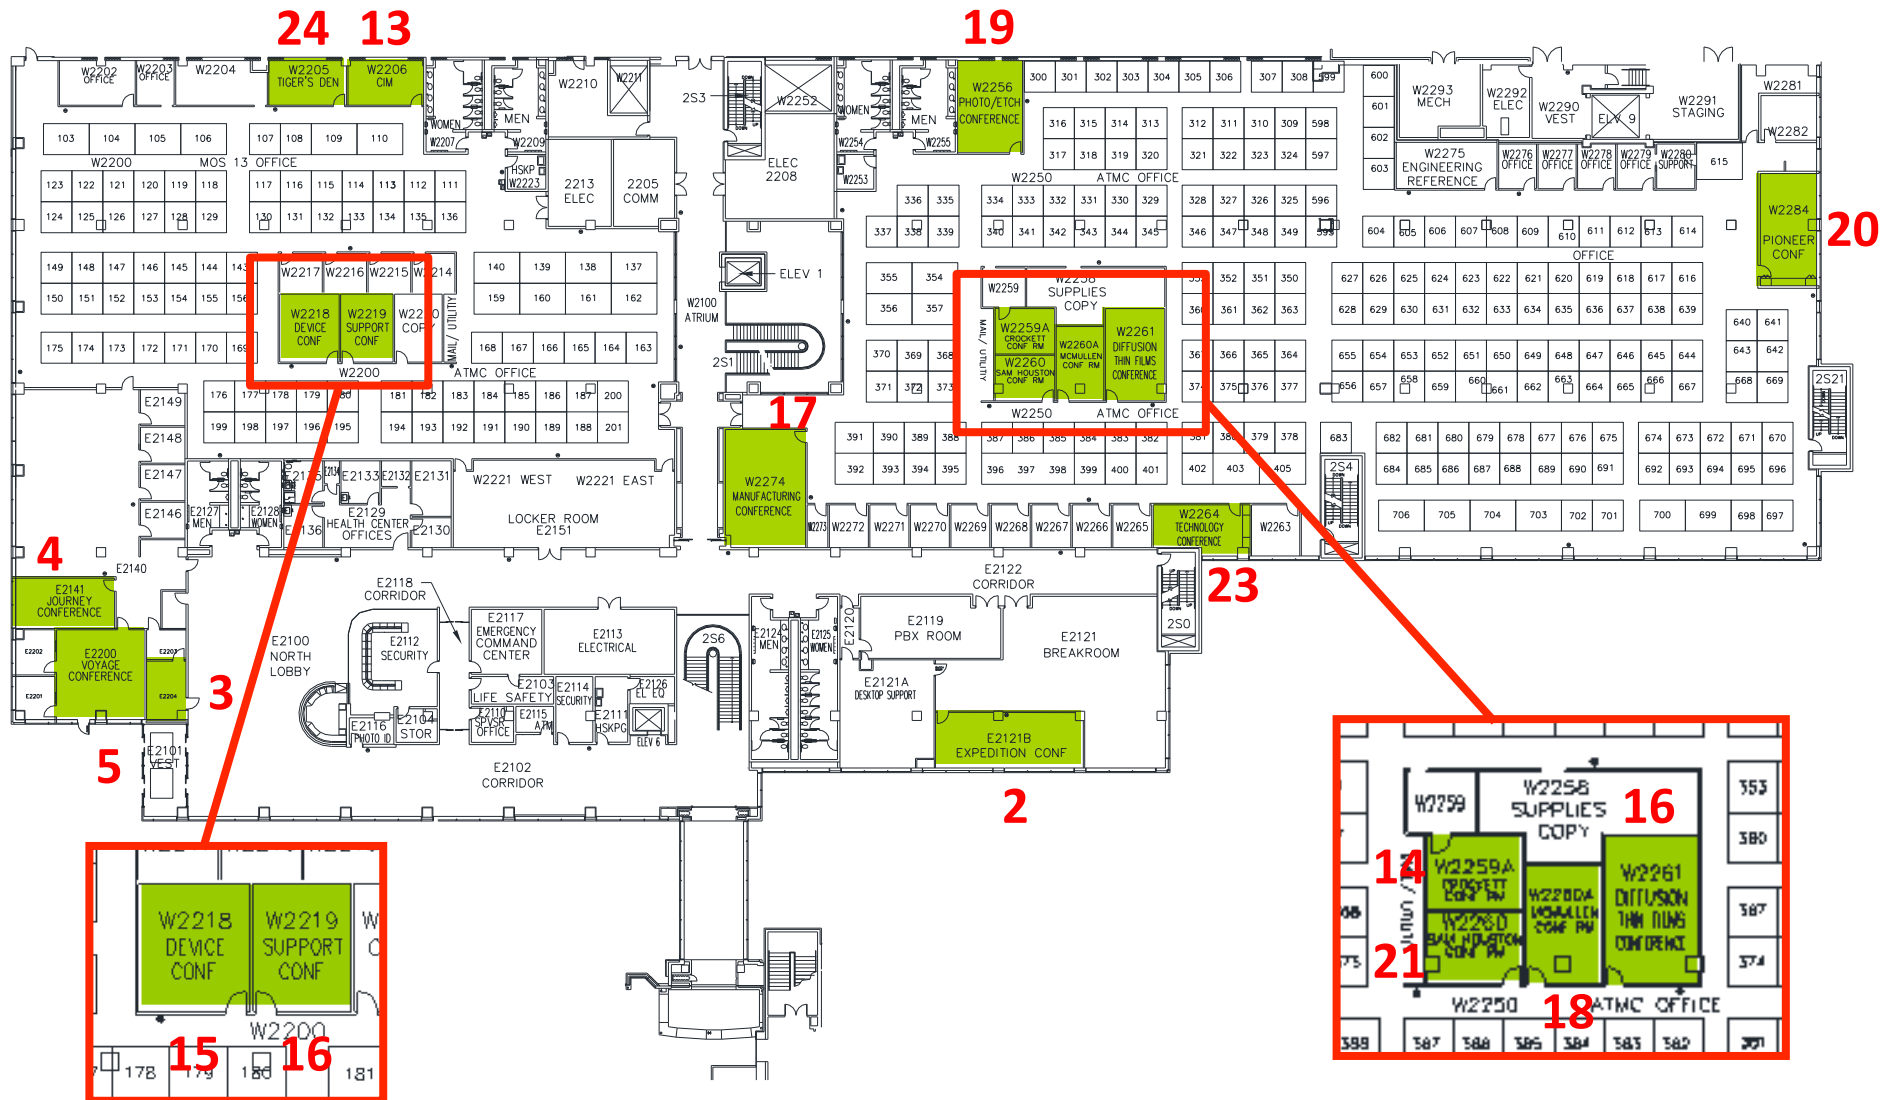 24 13 19
W2202 OFFICE
W2203 OFFICE
W2204
W2205 TIGER'S DEN
W2206 CIM
W2210
W2211
2S3
W2252
WOMEN
MEN
W2207
W2209
HSKP
W2223
WOMEN
MEN
W2254
W2255
W2253
W2256
PHOTO/ETCH
CONFERENCE
300 301 302 303 304 305 306 307 308 599
600
601
602
603
W2293
MECH
W2292
ELEC
W2290
VEST
ELV 9
W2291
STAGING
W2281
W2282
103 104 105 106 107 108 109 110
W2200 MOS 13 OFFICE
316 315 314 313 312 311 310 309 598
317 318 319 320 321 322 323 324 597
W2275
ENGINEERING
REFERENCE
W2276 OFFICE
W2277 OFFICE
W2278 OFFICE
W2279 OFFICE
W2280 SUPPORT
615
ELEC
2208
2213
ELEC
2205
COMM
W2250 ATMC OFFICE
123 122 121 120 119 118 117 116 115 114 113 112 111
124 125 126 127 128 129 130 131 132 133 134 135 136
336 335 334 333 332 331 330 329 328 327 326 325 596
337 338 339 340 341 342 343 344 345 346 347 348 349 595
604 605 606 607 608 609 610 611 612 613 614
OFFICE
W2284
PIONEER
CONF
20
149 148 147 146 145 144 143
150 151 152 153 154 155 156
W2217 W2216 W2215 W2214
140 139 138 137
159 160 161 162
ELEV 1
W2100
ATRIUM
2S1
355 354
356 357
W2259
W2258
SUPPLIES
COPY
352 351 350
360 361 362 363
627 626 625 624 623 622 621 620 619 618 617 616
628 629 630 631 632 633 634 635 636 637 638 639
640 641
643 642
W2218
DEVICE
CONF
W2219
SUPPORT
CONF
COPY
MAIL/ UTILITIY
175 174 173 172 171 170 169
168 167 166 165 164 163
W2200 ATMC OFFICE
370 369 368
371 372 373
MAIL/ UTILITY
W2259A
CROCKETT
CONF RM
W2260
SAM HOUSTON
CONF RM
W2260A
MCMULLEN
CONF RM
W2261
DIFFUSION
THIN FILMS
CONFERENCE
367 366 365 364
374 375 376 377
655 654 653 652 651 650 649 648 647 646 645 644
656 657 658 659 660 661 662 663 664 665 666 667
668 669
2S21
W2250 ATMC OFFICE
176 177 178 179 180 181 182 183 184 185 186 187 200
199 198 197 196 195 194 193 192 191 190 189 188 201
E2149
E2148
E2147
E2146
17
391 390 389 388 387 386 385 384 383 382 381 380 379 378
392 393 394 395 396 397 398 399 400 401 402 403 405
683
2S4
682 681 680 679 678 677 676 675 674 673 672 671 670
684 685 686 687 688 689 690 691 692 693 694 695 696
706 705 704 703 702 701 700 699 698 697
E2135 E2134 E2133 E2132 E2131
E2127
MEN
E2128
WOMEN
E2136
E2129
HEALTH CENTER
OFFICES
E2130
W2221 WEST W2221 EAST
LOCKER ROOM
E2151
W2274
MANUFACTURING
CONFERENCE
W2273 W2272 W2271 W2270 W2269 W2268 W2267 W2266 W2265
W2264
TECHNOLOGY
CONFERENCE
W2263
23
4
E2140
E2141
JOURNEY
CONFERENCE
E2202
E2201
E2200
VOYAGE
CONFERENCE
E2203
E2204
3
5
E2101
VEST
E2100
NORTH
LOBBY
E2118
CORRIDOR
E2112
SECURITY
E2117
EMERGENCY
COMMAND
CENTER
E2113
ELECTRICAL
E2103
LIFE SAFETY
E2114
SECURITY
E2126
EL EQ
E2116
PHOTO ID
E2104
STOR
E2110
SPVSR
OFFICE
E2115
ATM
E2111
HSKPG
ELEV 6
E2102
CORRIDOR
2S6
E2124
MEN
E2125
WOMEN
E2122
CORRIDOR
E2120
E2119
PBX ROOM
E2121
BREAKROOM
E2121A
DESKTOP SUPPORT
E2121B
EXPEDITION CONF
2S0
2
W2218
DEVICE
CONF
W2219
SUPPORT
CONF
W2200
15 16
178 179 180 181
W2259
W2258
SUPPLIES
COPY
16
353
380
14
W2259A
CROCKETT
CONF RM
W2260
SAM HOUSTON
CONF RM
21
W2260A
MCMULLEN
CONF RM
W2261
DIFFUSION
THIN FILMS
CONFERENCE
367
374
W2250 ATMC OFFICE
18
387 386 385 384 383 382